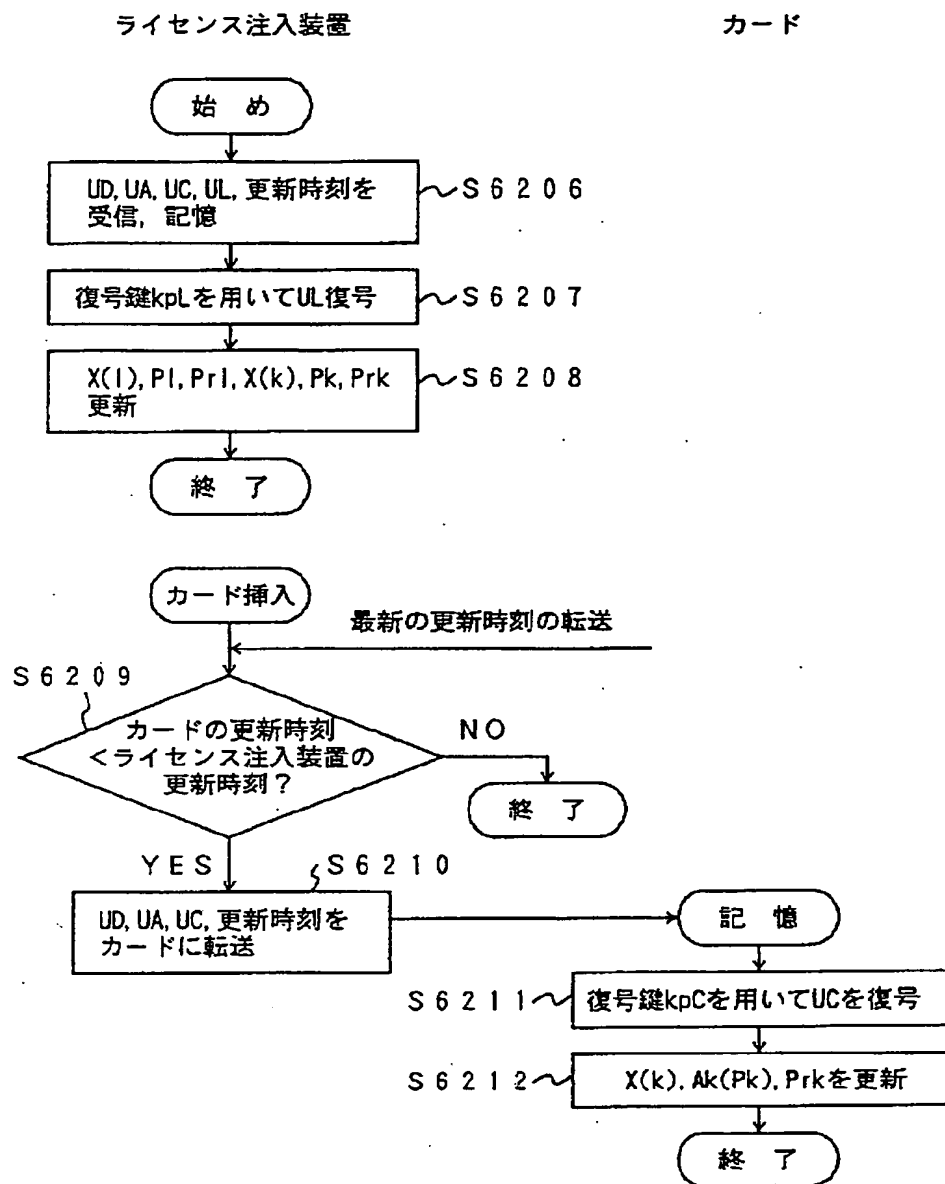 ライセンス注入装置
カード
始 め
UD, UA, UC, UL, 更新時刻を
受信, 記憶
S6206
復号鍵kpLを用いてUL復号
S6207
X(l), Pl, Prl, X(k), Pk, Prk
更新
S6208
終 了
カード挿入
最新の更新時刻の転送
S6209
カードの更新時刻
<ライセンス注入装置の
更新時刻?
NO
終 了
YES
S6210
UD, UA, UC, 更新時刻を
カードに転送
記 憶
S6211
復号鍵kpCを用いてUCを復号
S6212
X(k), Ak(Pk), Prkを更新
終 了